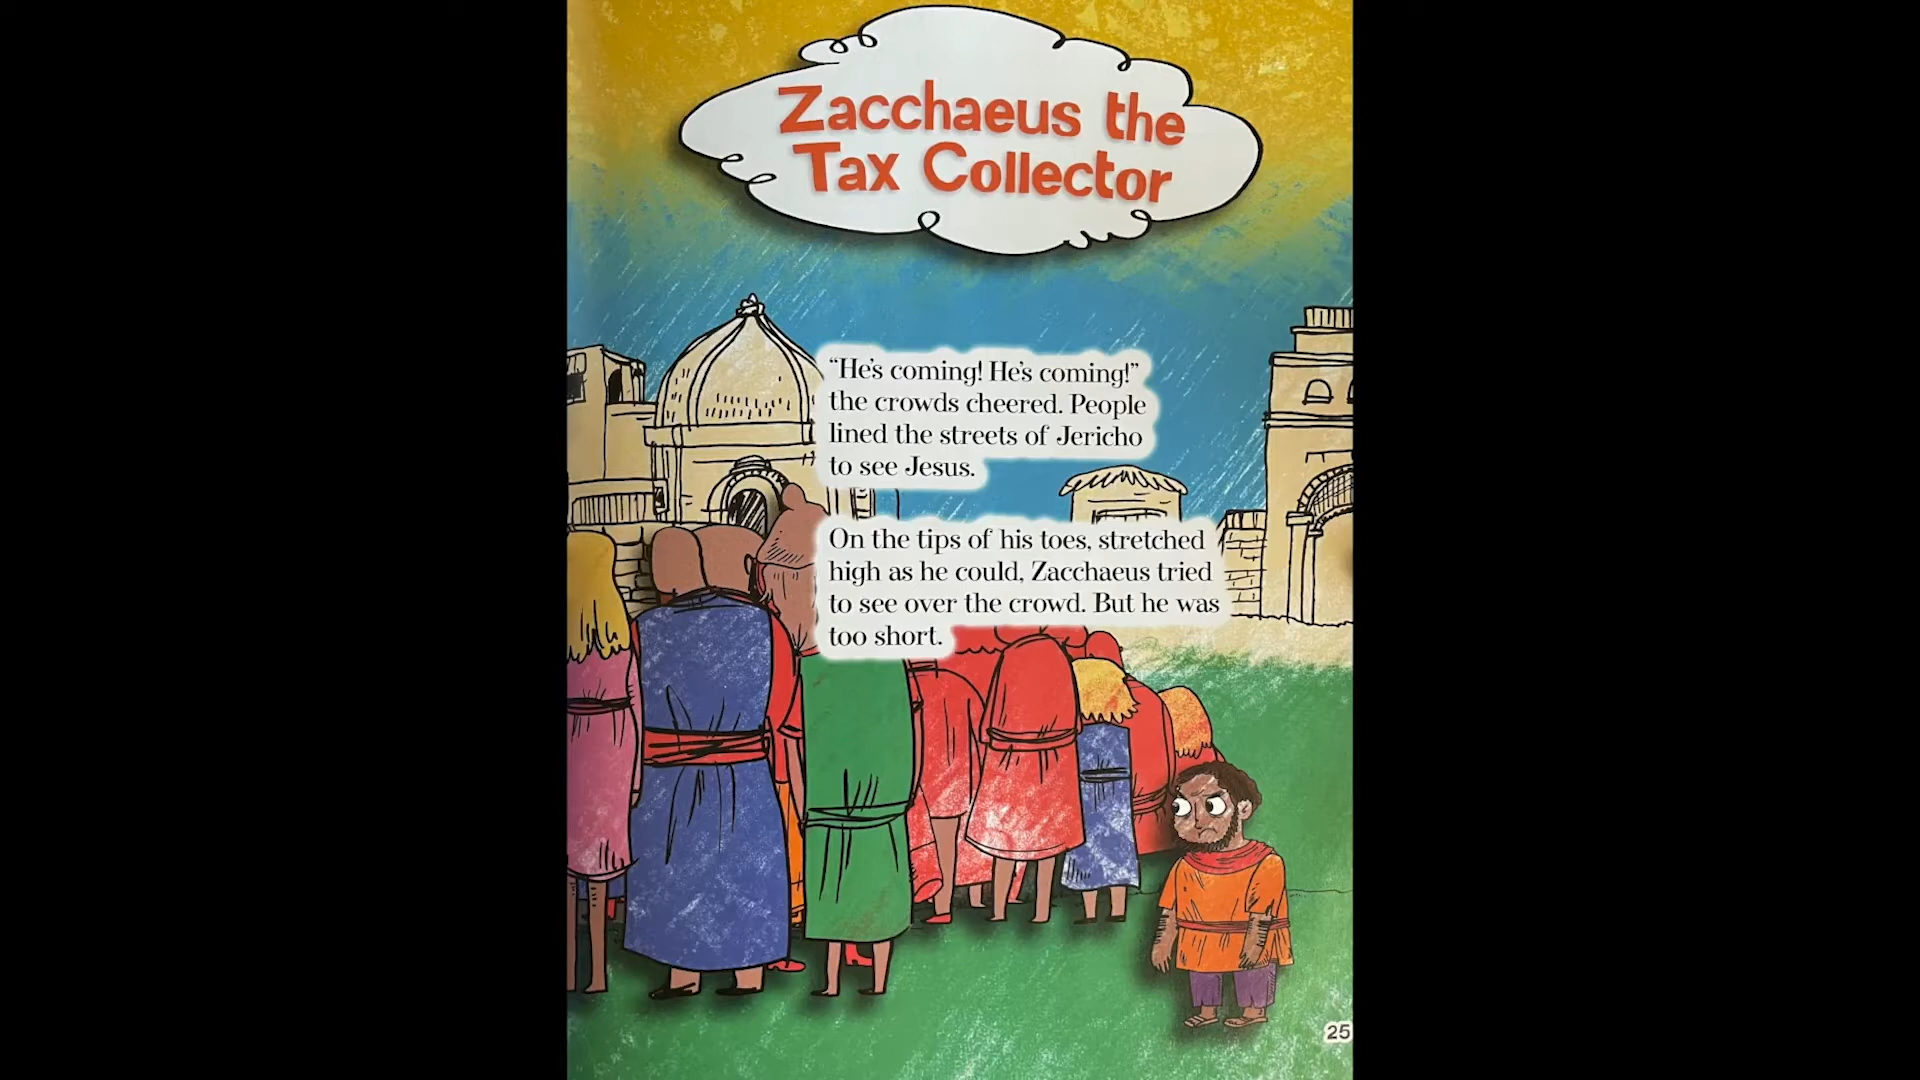 Zacchaeus the
Tax Collector
“He’s coming! He’s coming!”
the crowds cheered. People
lined the streets of Jericho
to see Jesus.
On the tips of his toes, stretched
high as he could, Zacchaeus tried
to see over the crowd. But he was
too short.
25